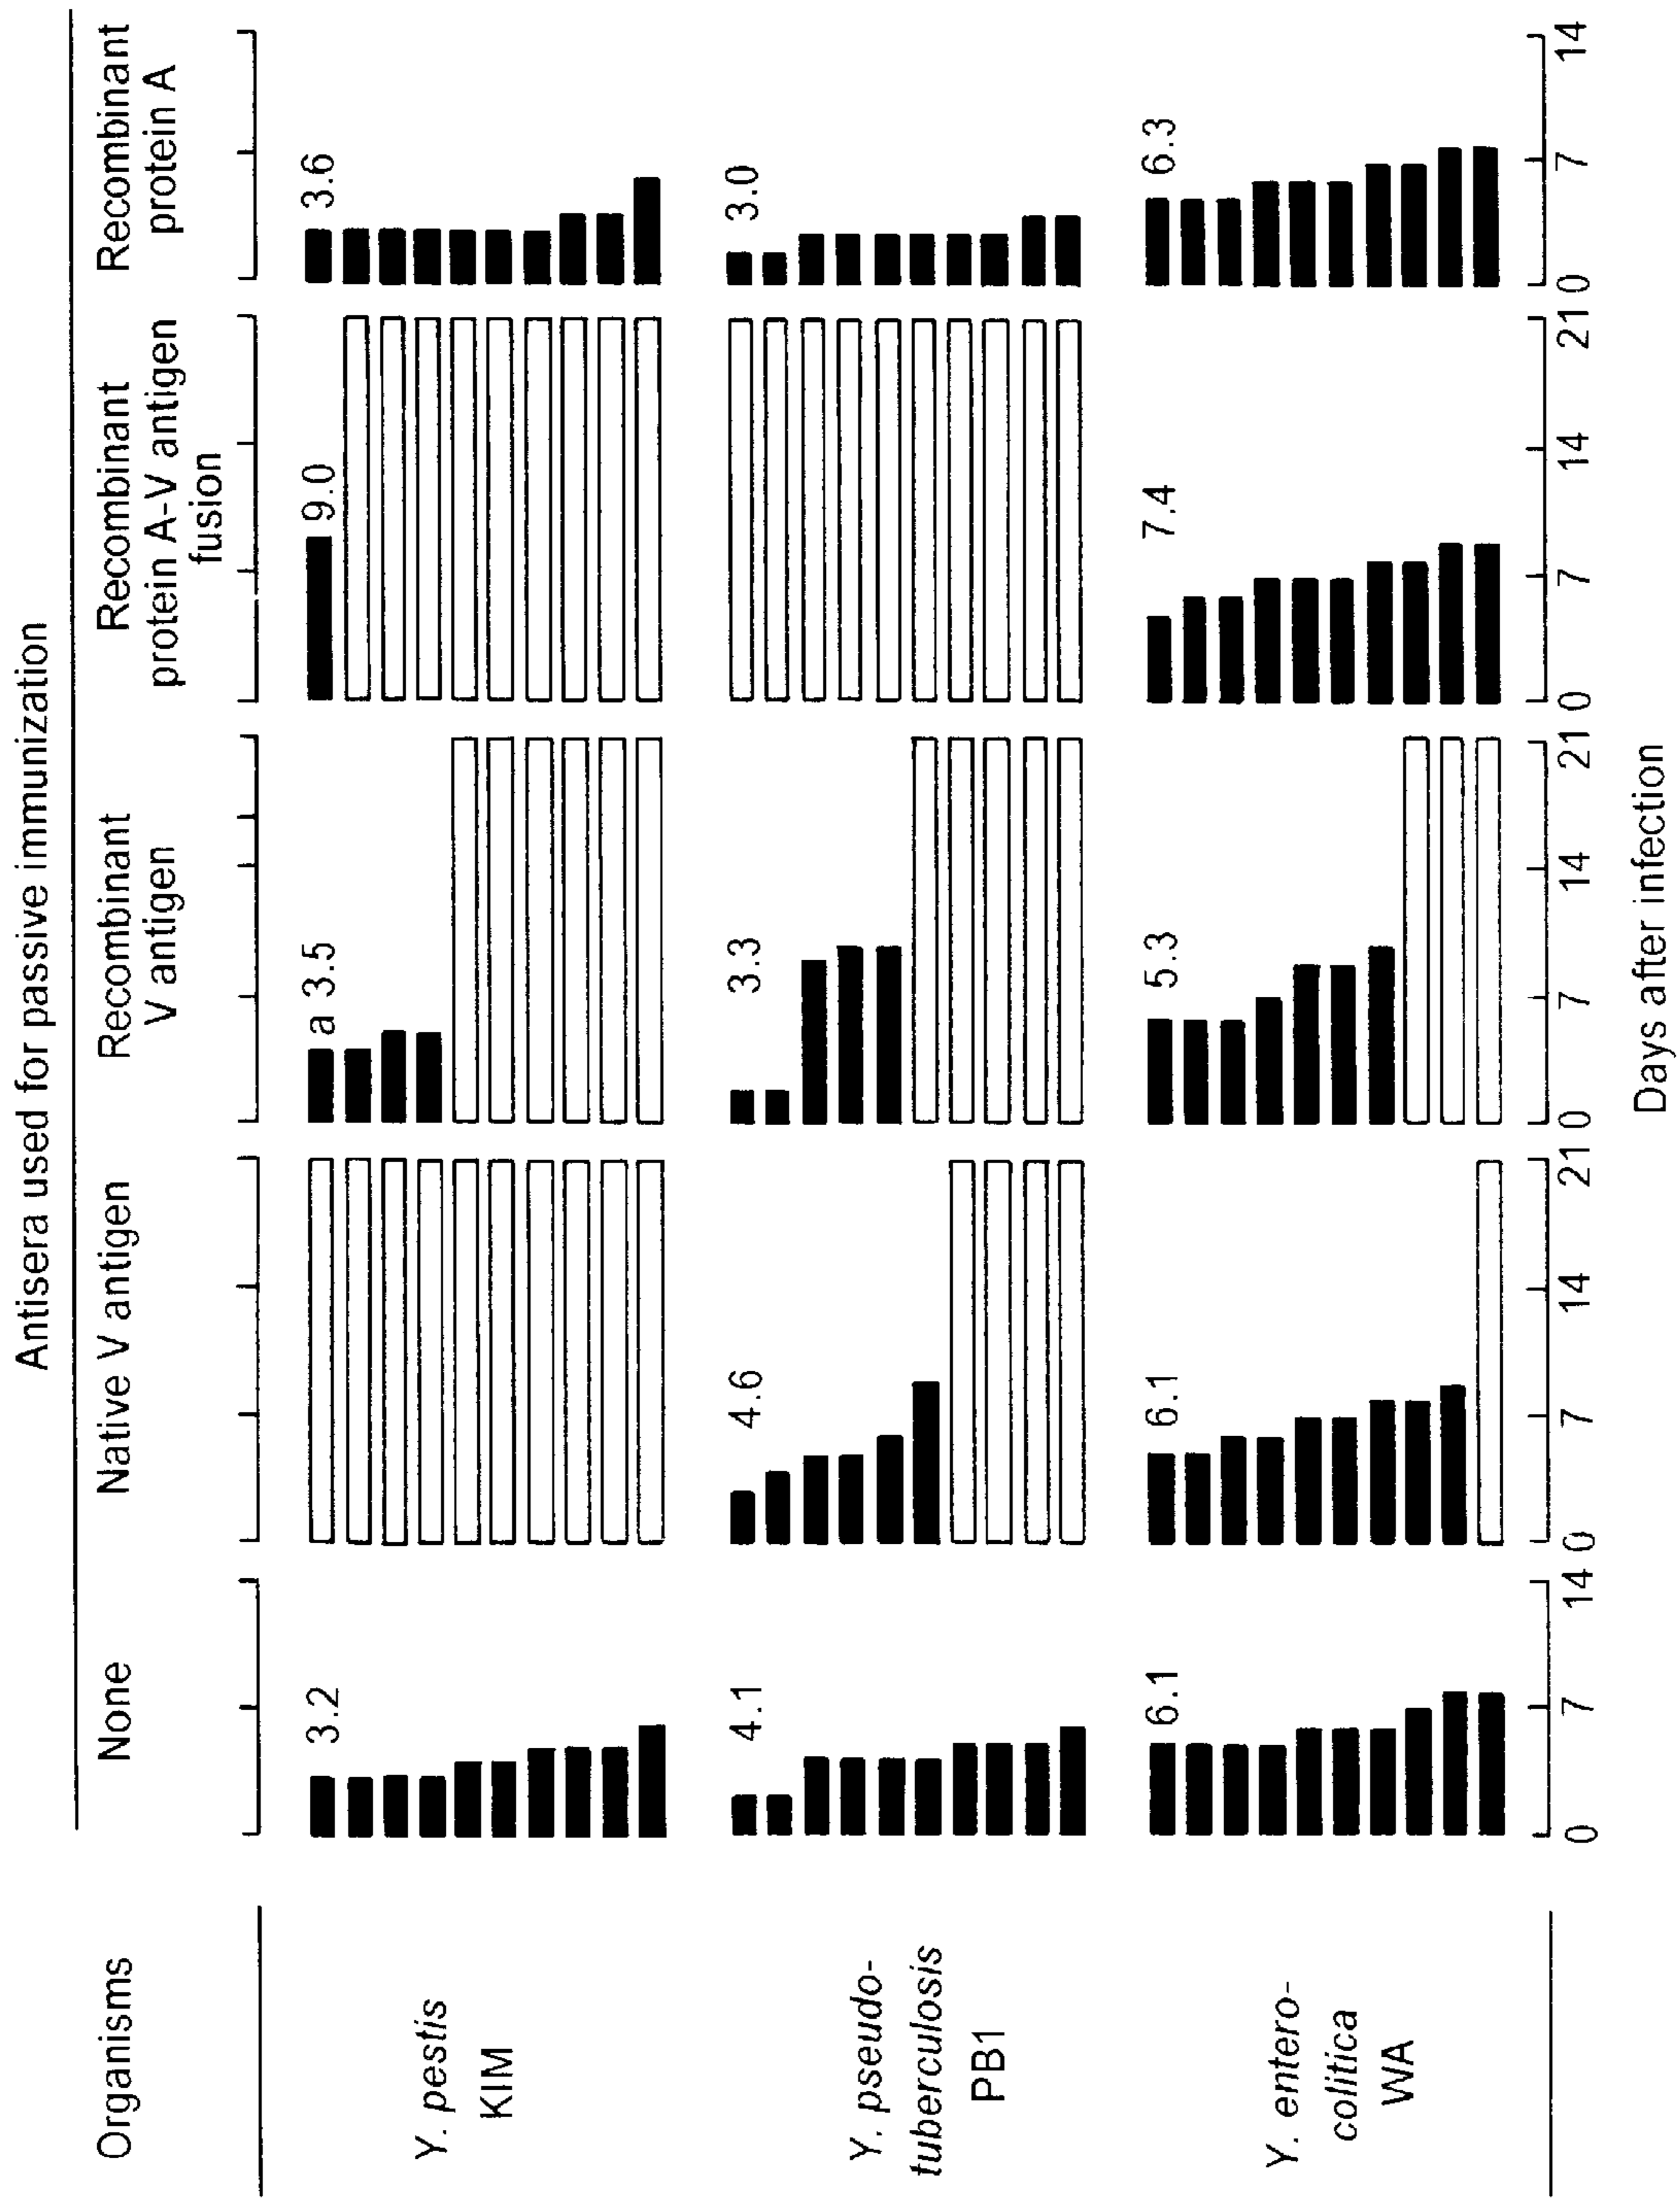 Antisera used for passive immunization
Organisms
None
Native V antigen
Recombinant
V antigen
Recombinant
protein A-V antigen
fusion
Recombinant
protein A
Y. pestis
KIM
3.2
a 3.5
9.0
3.6
Y. pseudo-
tuberculosis
PB1
4.1
4.6
3.3
3.0
Y. entero-
colitica
WA
6.1
6.1
5.3
7.4
6.3
0 7 14
0 7 14 21
0 7 14 21
0 7 14 21
0 7 14
Days after infection